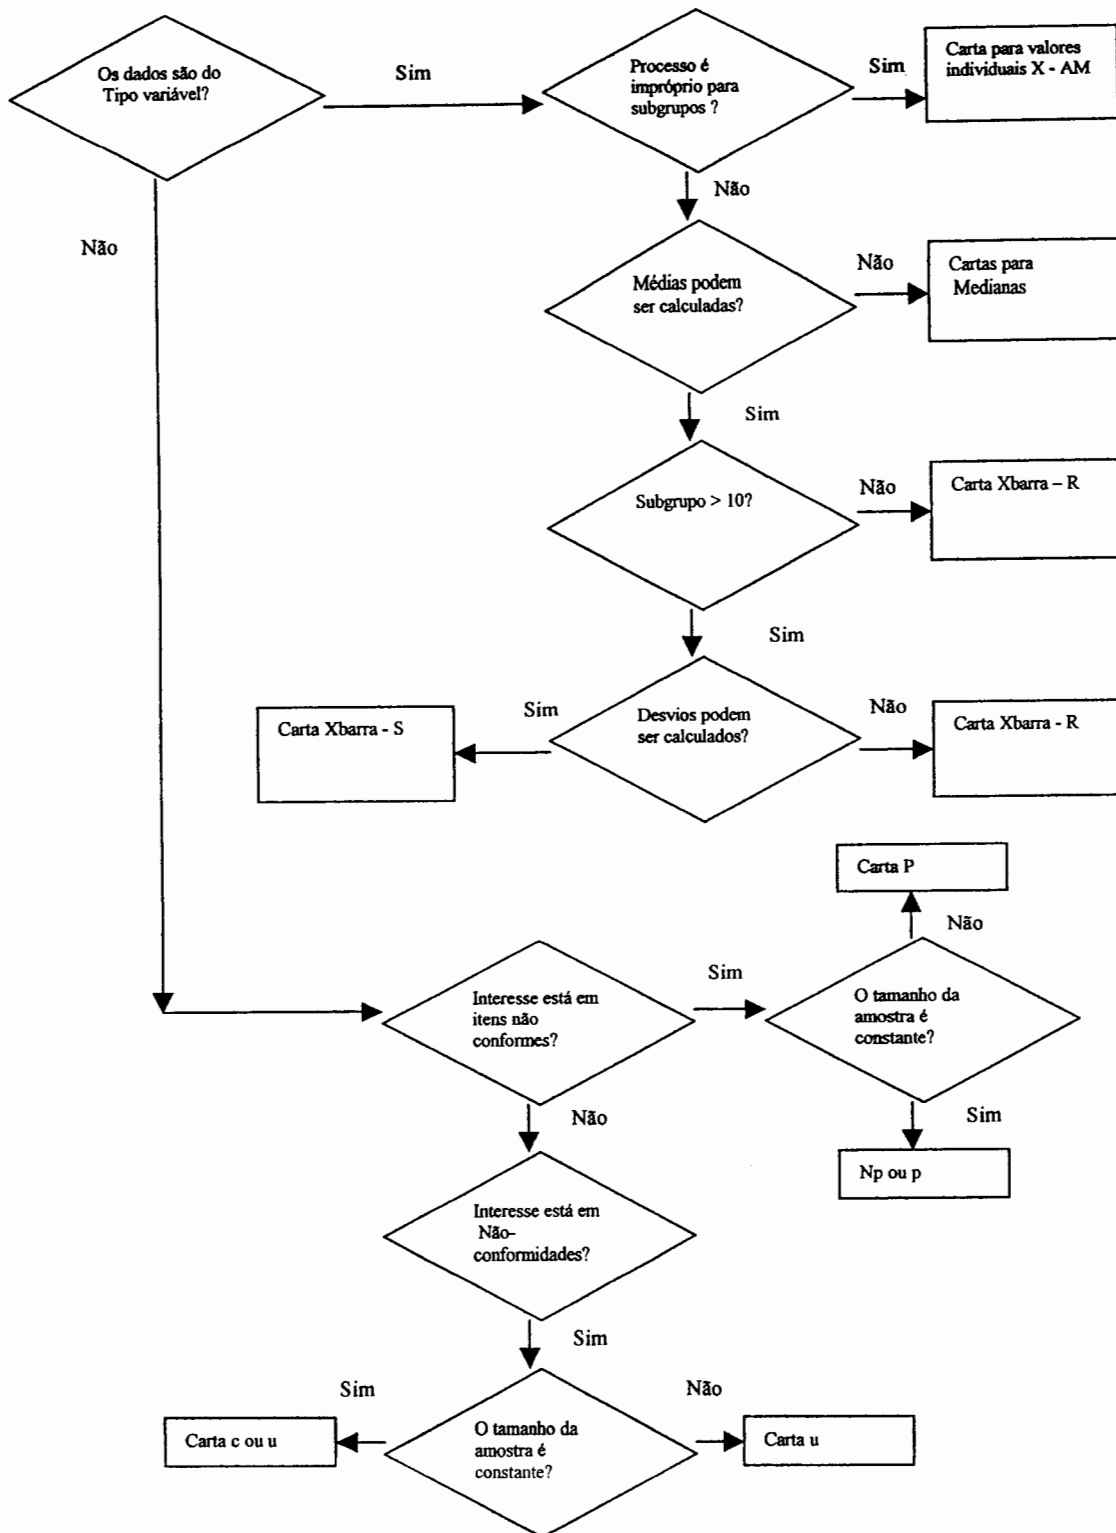 Os dados são do
Tipo variável?
Sim
Processo é
impróprio para
subgrupos ?
Sim
Carta para valores
individuais X - AM
Não
Não
Médias podem
ser calculadas?
Não
Cartas para
Medianas
Sim
Subgrupo > 10?
Não
Carta Xbarra – R
Sim
Carta Xbarra - S
Sim
Desvios podem
ser calculados?
Não
Carta Xbarra - R
Carta P
Não
Interesse está em
itens não
conformes?
Sim
O tamanho da
amostra é
constante?
Não
Sim
Np ou p
Interesse está em
Não-
conformidades?
Sim
Sim
Não
Carta c ou u
O tamanho da
amostra é
constante?
Carta u